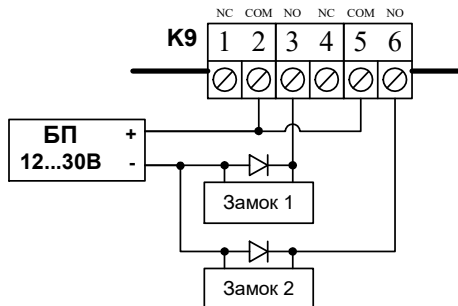 NC COM NO NC COM NO
K9 1 2 3 4 5 6
БП +
12...30В -
Замок 1
Замок 2